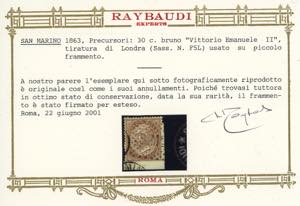 RAYBAUDI
EXPERTS
SAN MARINO 1863, Precursori: 30 c. bruno "Vittorio Emanuele II",
tiratura di Londra (Sass. N. F5L) usato su piccolo
frammento.
A nostro parere l'esemplare qui sotto fotograficamente riprodotto
è originale così come i suoi annullamenti. Poiché trovasi tuttora
in ottimo stato di conservazione, data la sua rarità, il frammen-
to è stato firmato per esteso.
Roma, 22 giugno 2001
ROMA